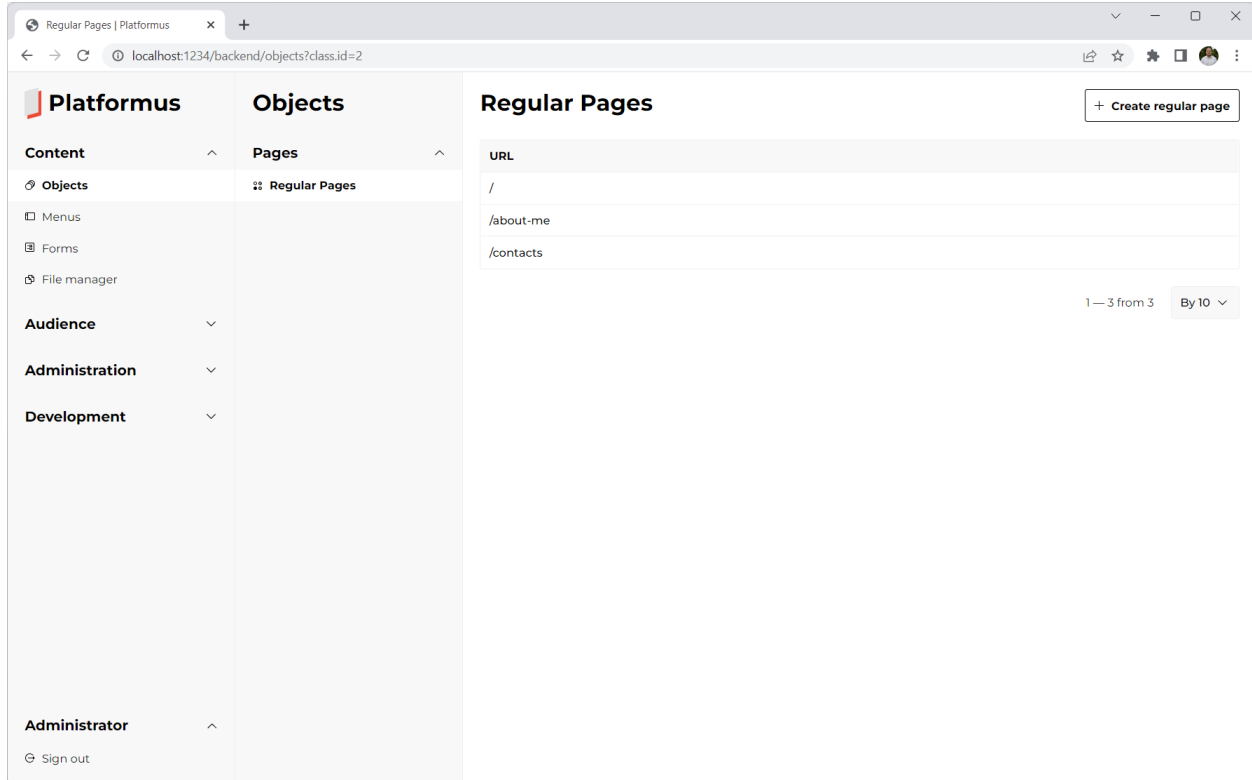 Regular Pages | Platformus
localhost:1234/backend/objects?class.id=2
Platformus
Content
Objects
Menus
Forms
File manager
Audience
Administration
Development
Administrator
Sign out
Objects
Pages
Regular Pages
Regular Pages
+ Create regular page
URL
/
/about-me
/contacts
1 — 3 from 3
By 10